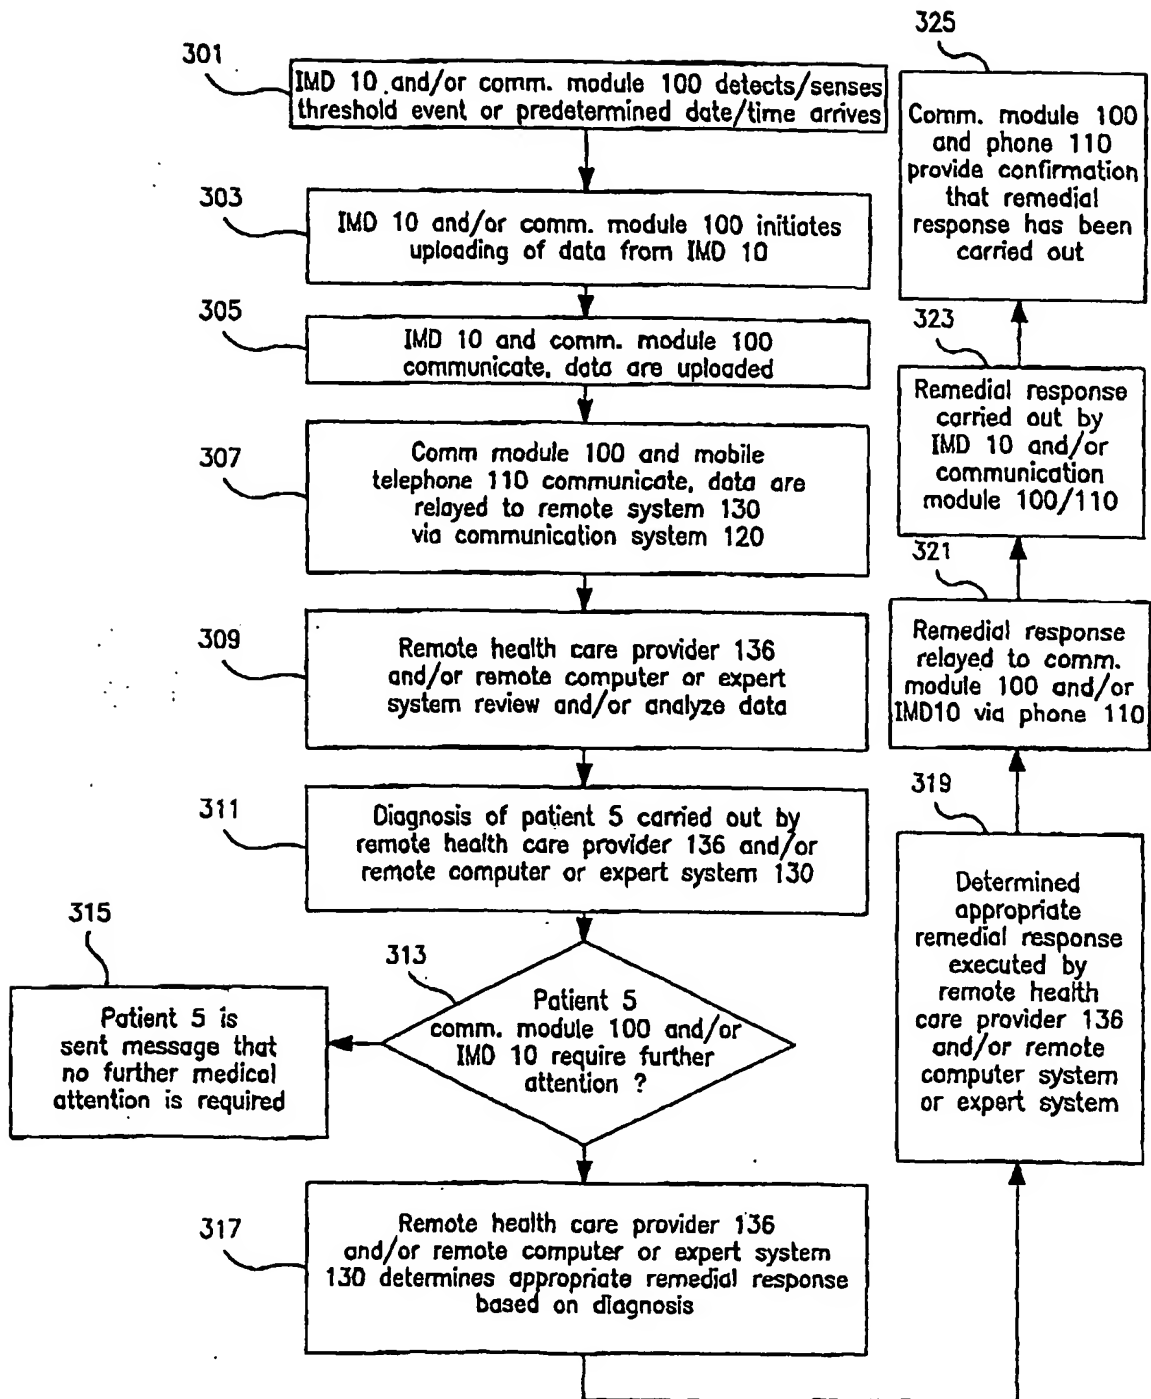 301
IMD 10 and/or comm. module 100 detects/senses
threshold event or predetermined date/time arrives
303
IMD 10 and/or comm. module 100 initiates
uploading of data from IMD 10
305
IMD 10 and comm. module 100
communicate, data are uploaded
307
Comm module 100 and mobile
telephone 110 communicate, data are
relayed to remote system 130
via communication system 120
309
Remote health care provider 136
and/or remote computer or expert
system review and/or analyze data
311
Diagnosis of patient 5 carried out by
remote health care provider 136 and/or
remote computer or expert system 130
313
Patient 5
comm. module 100 and/or
IMD 10 require further
attention ?
315
Patient 5 is
sent message that
no further medical
attention is required
317
Remote health care provider 136
and/or remote computer or expert system
130 determines appropriate remedial response
based on diagnosis
319
Determined
appropriate
remedial response
executed by
remote health
care provider 136
and/or remote
computer system
or expert system
321
Remedial response
relayed to comm.
module 100 and/or
IMD10 via phone 110
323
Remedial response
carried out by
IMD 10 and/or
communication
module 100/110
325
Comm. module 100
and phone 110
provide confirmation
that remedial
response has been
carried out